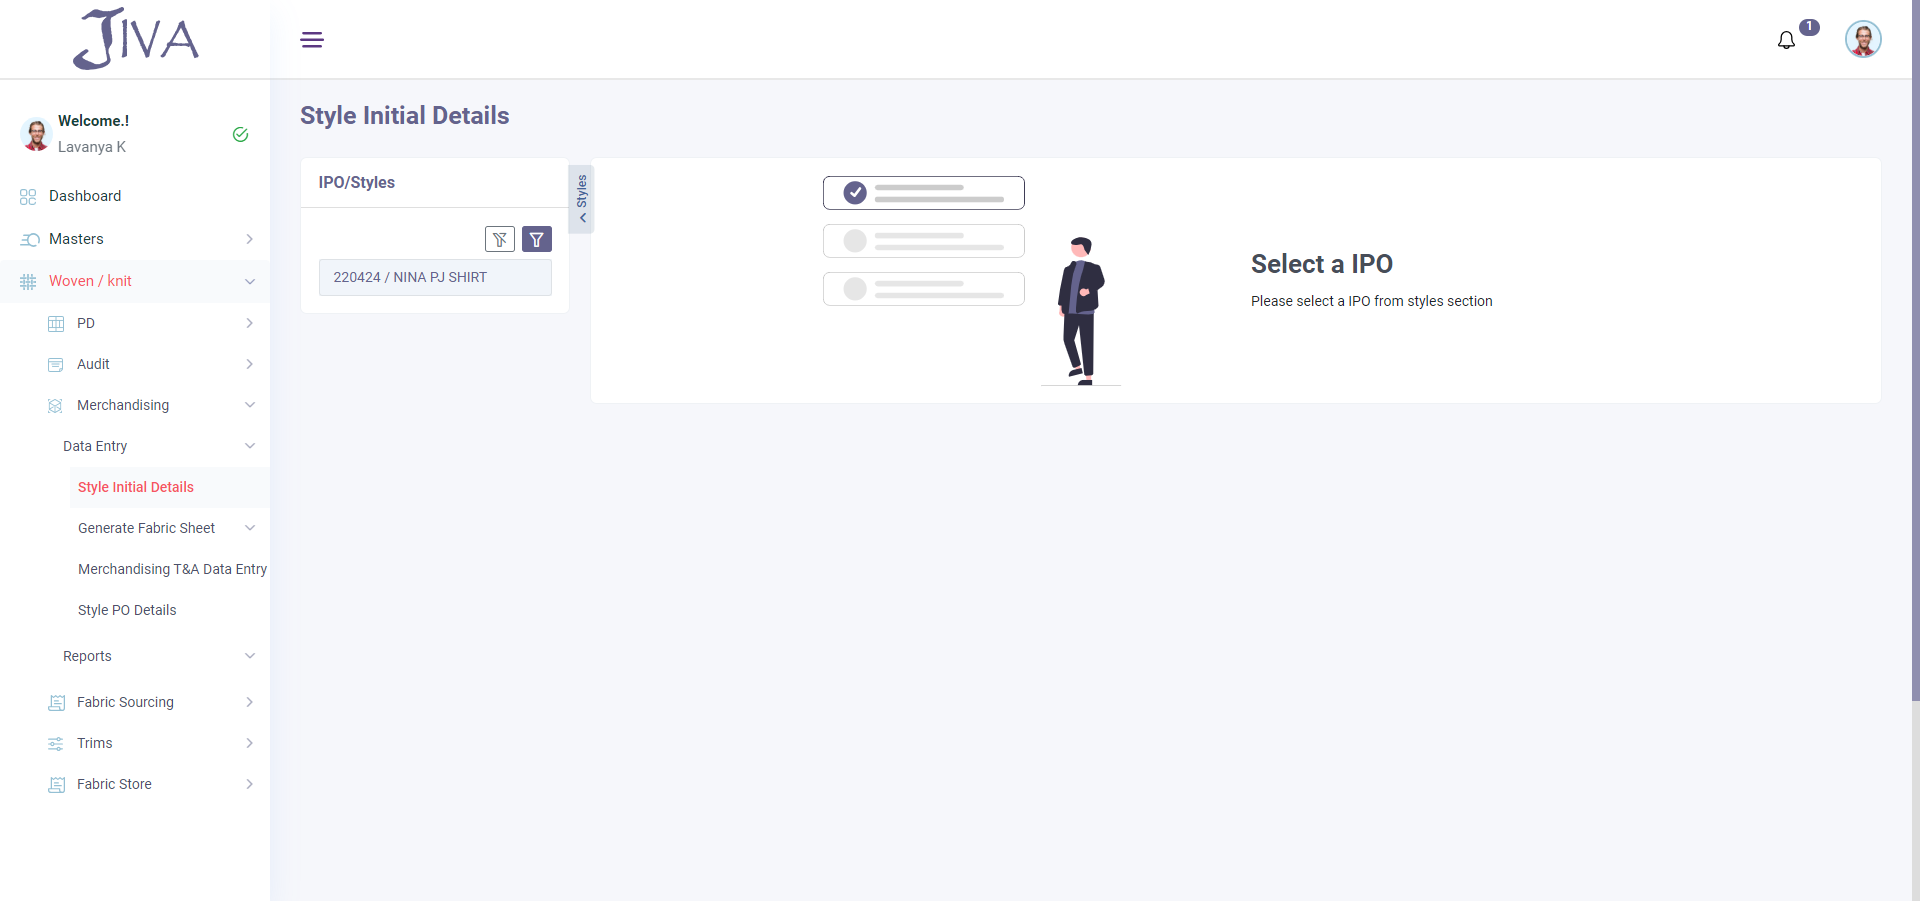 JIVA
1
Welcome.!
Lavanya K
Dashboard
Masters
Woven / knit
PD
Audit
Merchandising
Data Entry
Style Initial Details
Generate Fabric Sheet
Merchandising T&A Data Entry
Style PO Details
Reports
Fabric Sourcing
Trims
Fabric Store
Style Initial Details
IPO/Styles
220424 / NINA PJ SHIRT
Styles
Select a IPO
Please select a IPO from styles section